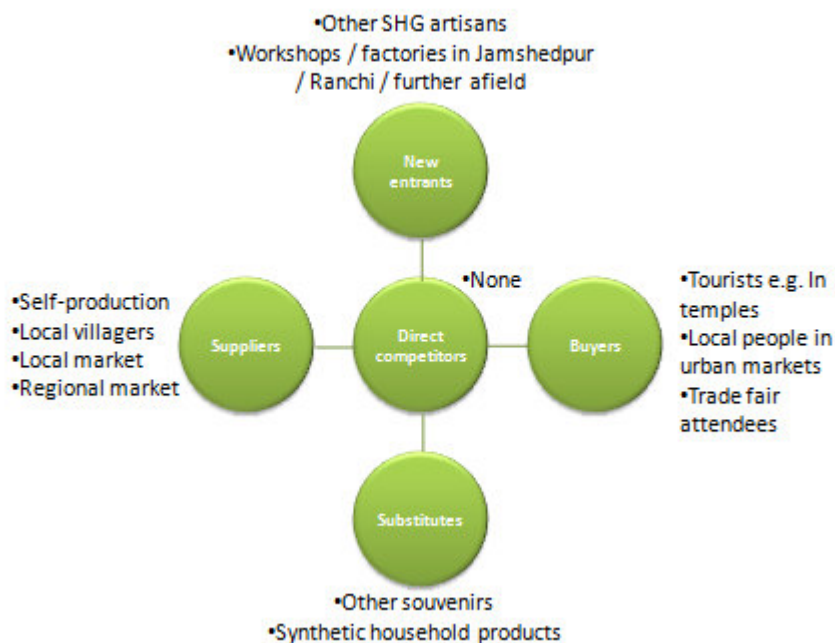 •Other SHG artisans
•Workshops / factories in Jamshedpur
/ Ranchi / further afield
New
entrants
•None
•Self-production
•Local villagers
•Local market
•Regional market
Suppliers
Direct
competitors
Buyers
•Tourists e.g. In
temples
•Local people in
urban markets
•Trade fair
attendees
Substitutes
•Other souvenirs
•Synthetic household products